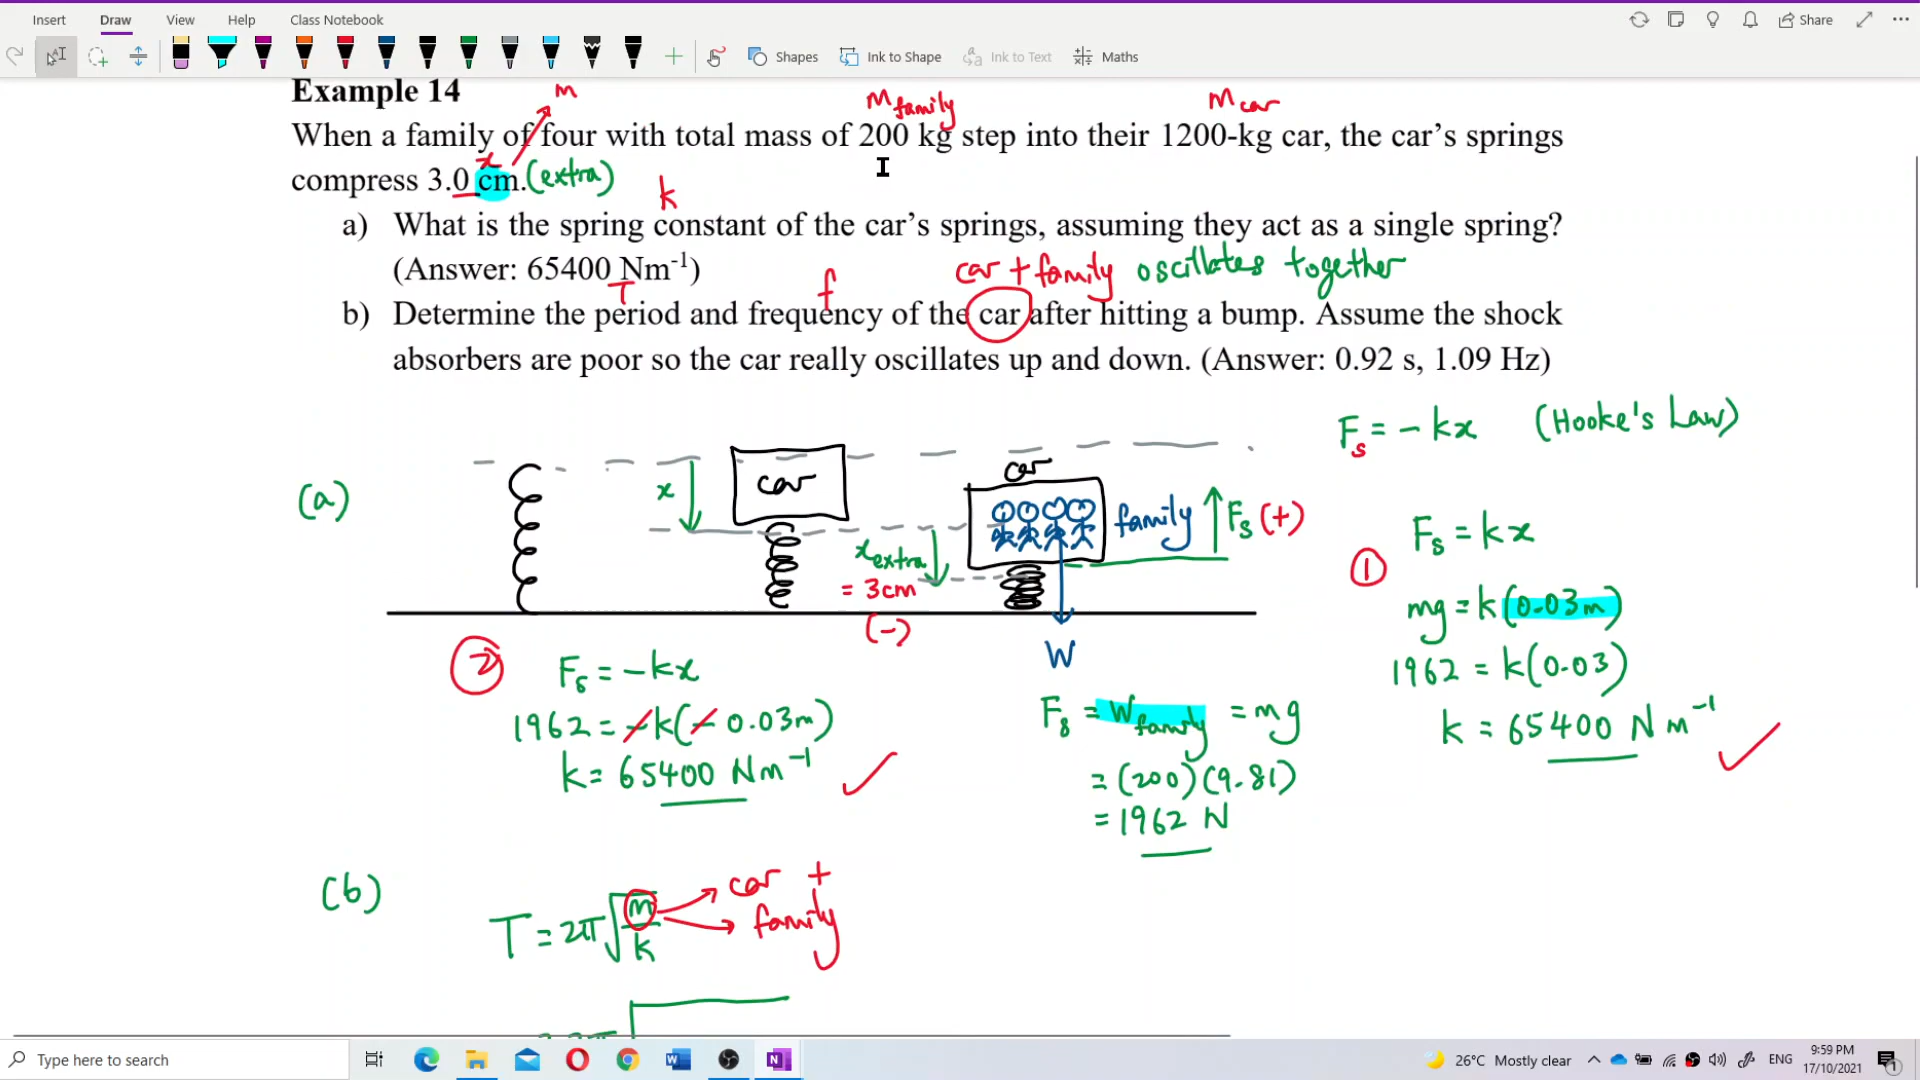 Insert Draw View Help Class Notebook Share
Shapes Ink to Shape Ink to Text Maths
Example 14
m
M family
M car
When a family of four with total mass of 200 kg step into their 1200-kg car, the car's springs
x
compress 3.0 cm. (extra)
k
a) What is the spring constant of the car's springs, assuming they act as a single spring?
(Answer: 65400 Nm-1)
car + family oscillates together
T
f
b) Determine the period and frequency of the car after hitting a bump. Assume the shock
absorbers are poor so the car really oscillates up and down. (Answer: 0.92 s, 1.09 Hz)
Fs = -kx (Hooke's Law)
(a)
x
car
car
family
Fs (+)
x extra
= 3cm
(-)
W
①
Fs = kx
mg = k(0.03m)
1962 = k(0.03)
k = 65400 N m-1
②
Fs = -kx
1962 = -k(-0.03m)
k = 65400 Nm-1
Fs = W family = mg
= (200)(9.81)
= 1962 N
(b)
T = 2π√m/k
car +
family
Type here to search
26°C Mostly clear
ENG
9:59 PM
17/10/2021
1